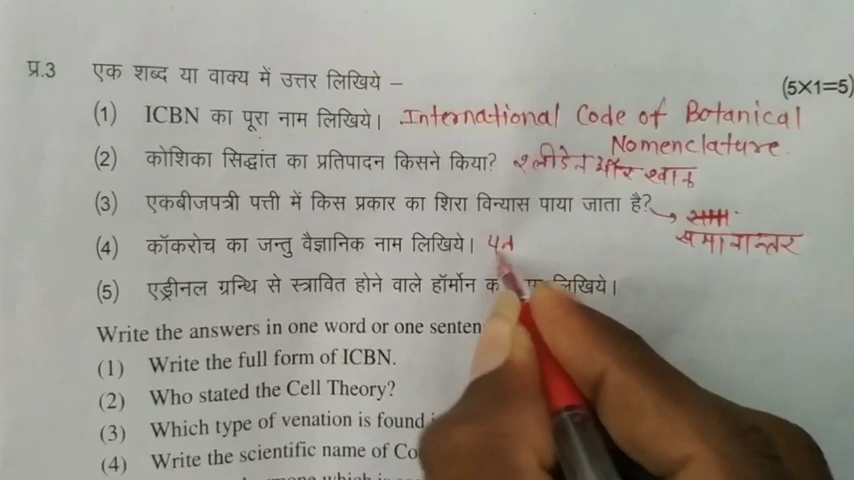 प्र.3 एक शब्द या वाक्य में उत्तर लिखिये –
(5×1=5)
(1) ICBN का पूरा नाम लिखिये। International Code of Botanical
Nomenclature.
(2) कोशिका सिद्धांत का प्रतिपादन किसने किया? श्लीडेन और श्वान
(3) एकबीजपत्री पत्ती में किस प्रकार का शिरा विन्यास पाया जाता है?
समानान्तर
(4) कॉकरोच का जन्तु वैज्ञानिक नाम लिखिये।
(5) एड्रीनल ग्रन्थि से स्त्रावित होने वाले हॉर्मोन लिखिये।
Write the answers in one word or one senten
(1) Write the full form of ICBN.
(2) Who stated the Cell Theory?
(3) Which type of venation is found
(4) Write the scientific name of Co